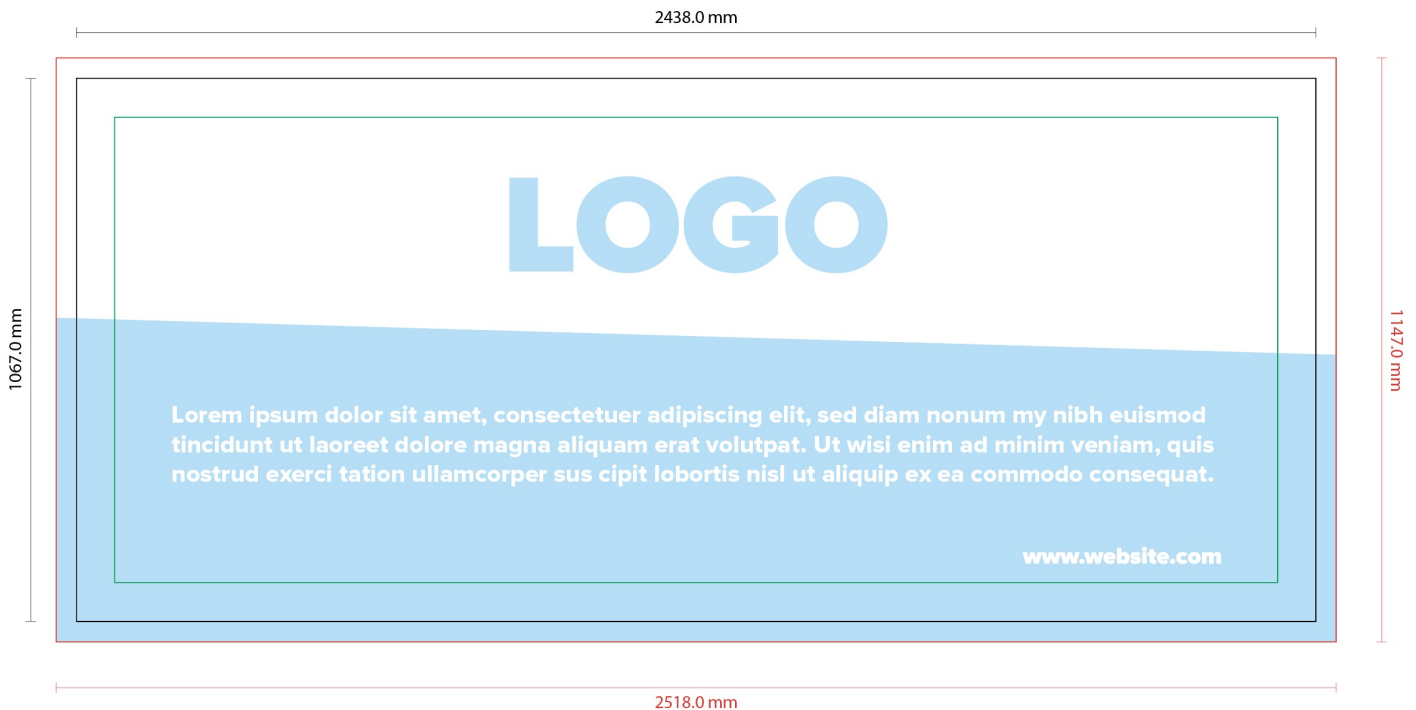 2438.0 mm
1067.0 mm
LOGO
1147.0 mm
Lorem ipsum dolor sit amet, consectetuer adipiscing elit, sed diam nonum my nibh euismod
tincidunt ut laoreet dolore magna aliquam erat volutpat. Ut wisi enim ad minim veniam, quis
nostrud exerci tation ullamcorper sus cipit lobortis nisl ut aliquip ex ea commodo consequat.
www.website.com
2518.0 mm